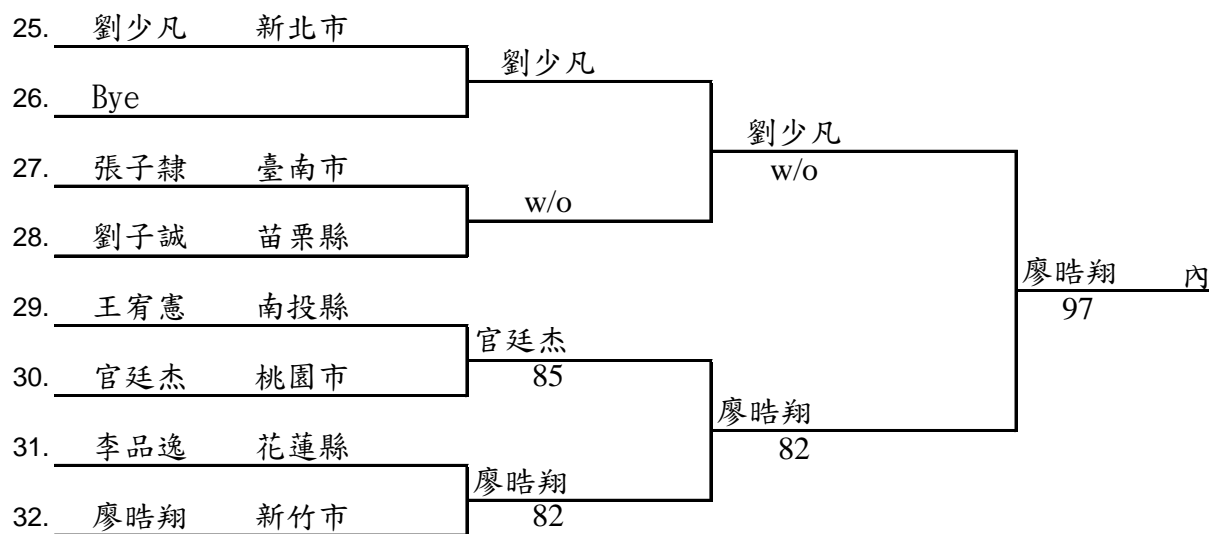 25. 劉少凡 新北市
劉少凡
26. Bye
劉少凡
27. 張子隸 臺南市
w/o
w/o
28. 劉子誠 苗栗縣
廖晧翔 內
29. 王宥憲 南投縣
97
官廷杰
30. 官廷杰 桃園市
85
廖晧翔
31. 李品逸 花蓮縣
82
廖晧翔
32. 廖晧翔 新竹市
82